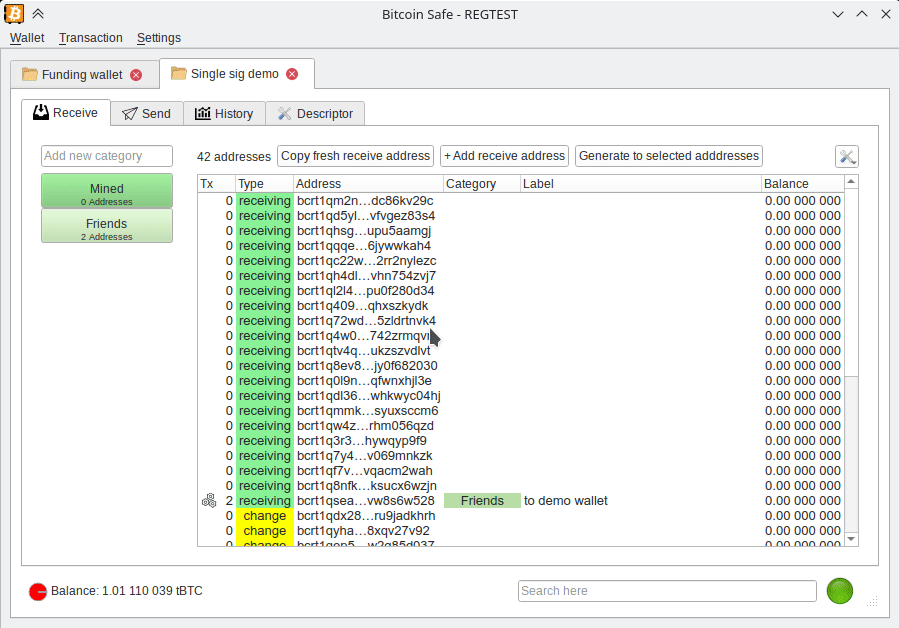 Bitcoin Safe - REGTEST
Wallet Transaction Settings
Funding wallet Single sig demo
Receive Send History Descriptor
Add new category 42 addresses Copy fresh receive address + Add receive address Generate to selected adddresses
Mined
0 Addresses
Friends
2 Addresses
Tx Type Address Category Label Balance
0 receiving bcrt1qm2n…dc86kv29c 0.00 000 000
0 receiving bcrt1qd5yl…vfvgez83s4 0.00 000 000
0 receiving bcrt1qhsg…upu5aamgj 0.00 000 000
0 receiving bcrt1qqqe…6jywwkah4 0.00 000 000
0 receiving bcrt1qc22w…2rr2nylezc 0.00 000 000
0 receiving bcrt1qh4dl…vhn754zvj7 0.00 000 000
0 receiving bcrt1ql2l4…pu0f280d34 0.00 000 000
0 receiving bcrt1q409…qhxszkydk 0.00 000 000
0 receiving bcrt1q72wd…5zldrtnvk4 0.00 000 000
0 receiving 0.00 000 000
0 receiving bcrt1qtv4q…ukzszvdlvt 0.00 000 000
0 receiving bcrt1q8ev8…jy0f682030 0.00 000 000
0 receiving bcrt1q0l9n…qfwnxhjl3e 0.00 000 000
0 receiving bcrt1qdl36…whkwyc04hj 0.00 000 000
0 receiving bcrt1qmmk…syuxsccm6 0.00 000 000
0 receiving bcrt1qw4z…rhm056qzd 0.00 000 000
0 receiving bcrt1q3r3…hywqyp9f9 0.00 000 000
0 receiving bcrt1q7y4…v069mnkzk 0.00 000 000
0 receiving bcrt1qf7v…vqacm2wah 0.00 000 000
0 receiving bcrt1q8nfk…ksucx6wzjn 0.00 000 000
2 receiving bcrt1qsea…vw8s6w528 Friends to demo wallet 0.00 000 000
0 change bcrt1qdx28…ru9jadkhrh 0.00 000 000
0 change bcrt1qyha…8xqv27v92 0.00 000 000
0 change 0.00 000 000
Balance: 1.01 110 039 tBTC Search here